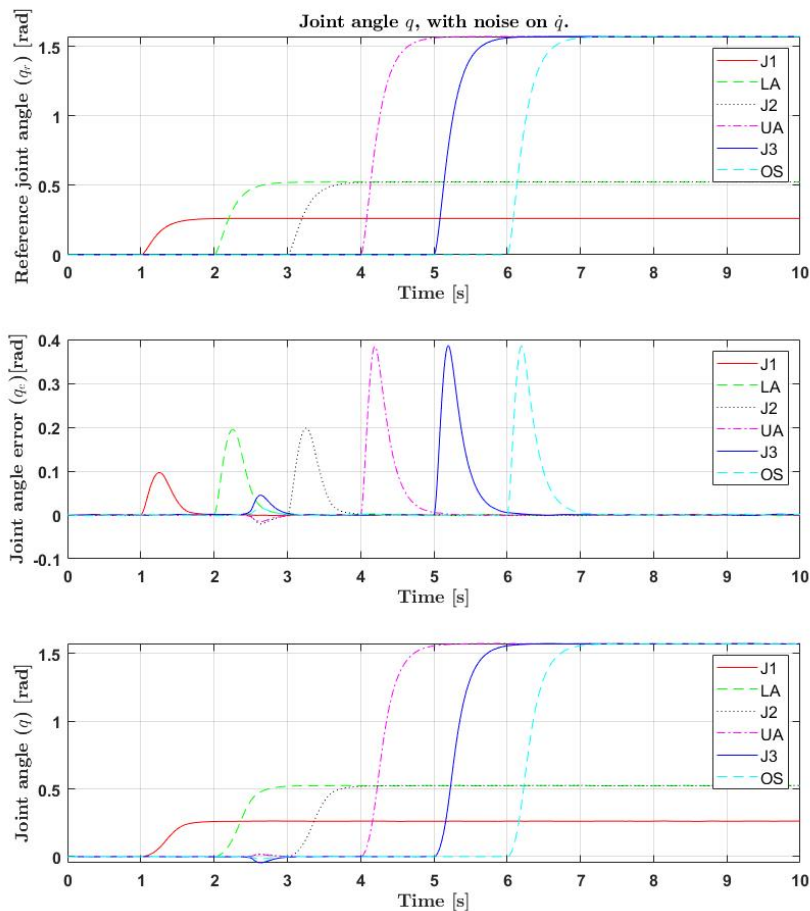 Joint angle q, with noise on q̇.
Reference joint angle (qᵣ) [rad]
1.5
1
0.5
0
0 1 2 3 4 5 6 7 8 9 10
Time [s]
J1
LA
J2
UA
J3
OS
Joint angle error (qₑ)[rad]
0.4
0.3
0.2
0.1
0
-0.1
0 1 2 3 4 5 6 7 8 9 10
Time [s]
J1
LA
J2
UA
J3
OS
Joint angle (q) [rad]
1.5
1
0.5
0
0 1 2 3 4 5 6 7 8 9 10
Time [s]
J1
LA
J2
UA
J3
OS